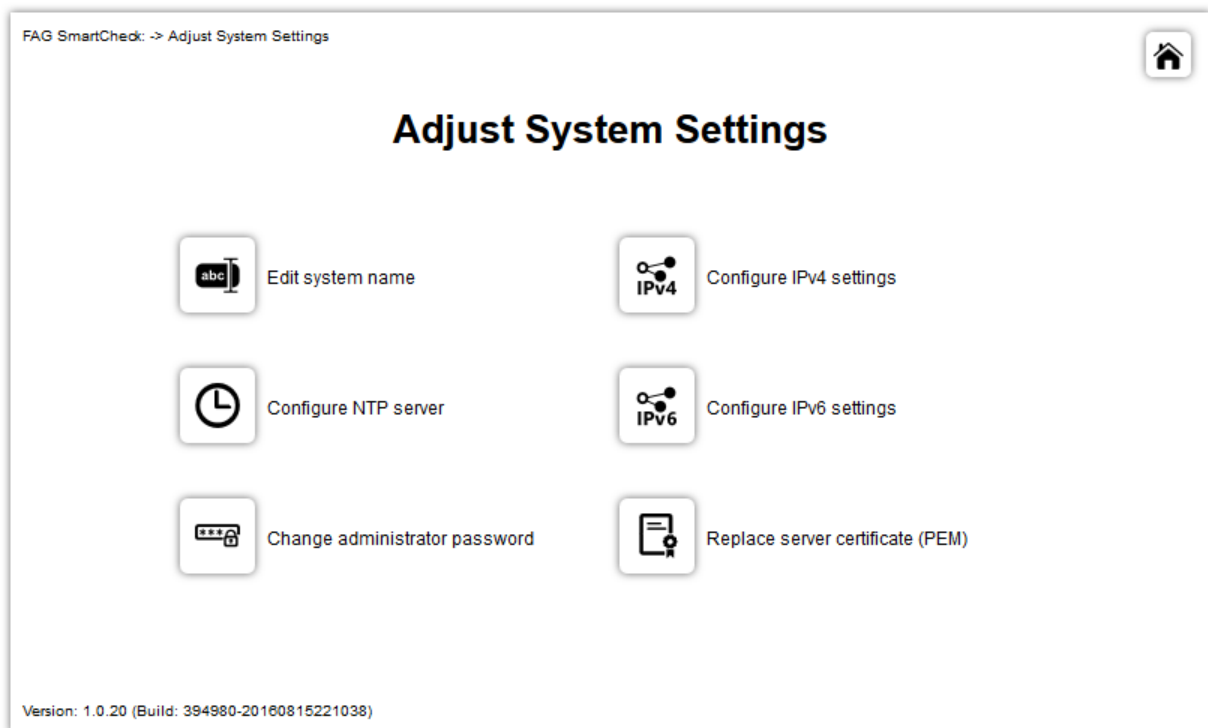 FAG SmartCheck: -> Adjust System Settings
Adjust System Settings
abc
Edit system name
IPv4
Configure IPv4 settings
Configure NTP server
IPv6
Configure IPv6 settings
***
Change administrator password
Replace server certificate (PEM)
Version: 1.0.20 (Build: 394980-20160815221038)